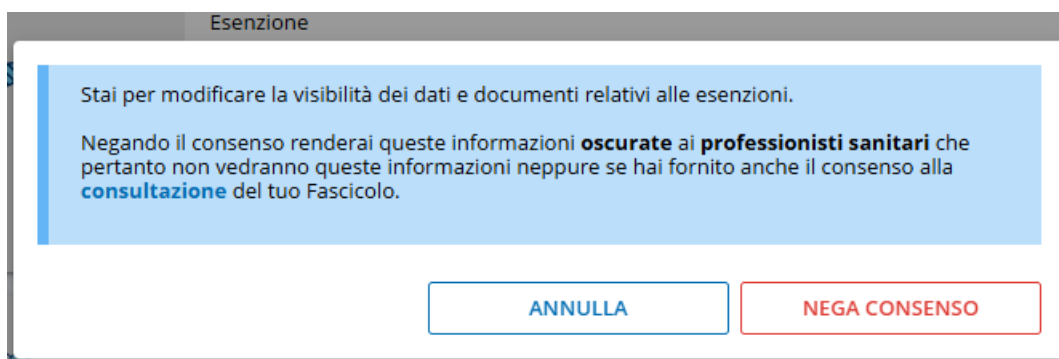 Esenzione
Stai per modificare la visibilità dei dati e documenti relativi alle esenzioni.
Negando il consenso renderai queste informazioni oscurate ai professionisti sanitari che
pertanto non vedranno queste informazioni neppure se hai fornito anche il consenso alla
consultazione del tuo Fascicolo.
ANNULLA
NEGA CONSENSO